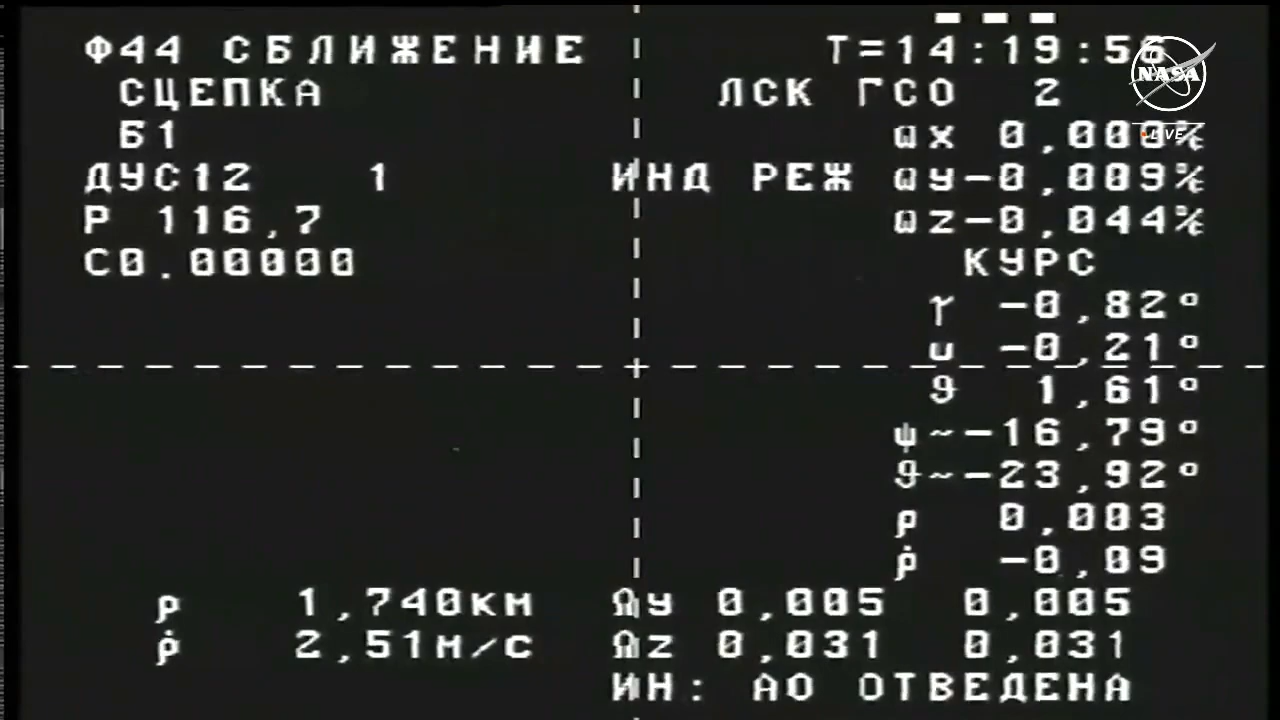 Ф44 СБЛИЖЕНИЕ T=14:19:56
СЦЕПКА ЛСК ГСО 2
NASA
Б1 ωx 0,000%
LIVE
ДУС12 1 ИНД РЕЖ ωy-0,009%
Р 116,7 ωz-0,044%
С0.00000 КУРС
γ -0,82°
u -0,21°
ϑ 1,61°
ψ~-16,79°
ϑ~-23,92°
ρ 0,003
ρ̇ -0,09
ρ 1,740км Ωy 0,005 0,005
ρ̇ 2,51м/с Ωz 0,031 0,031
ИН: АО ОТВЕДЕНА